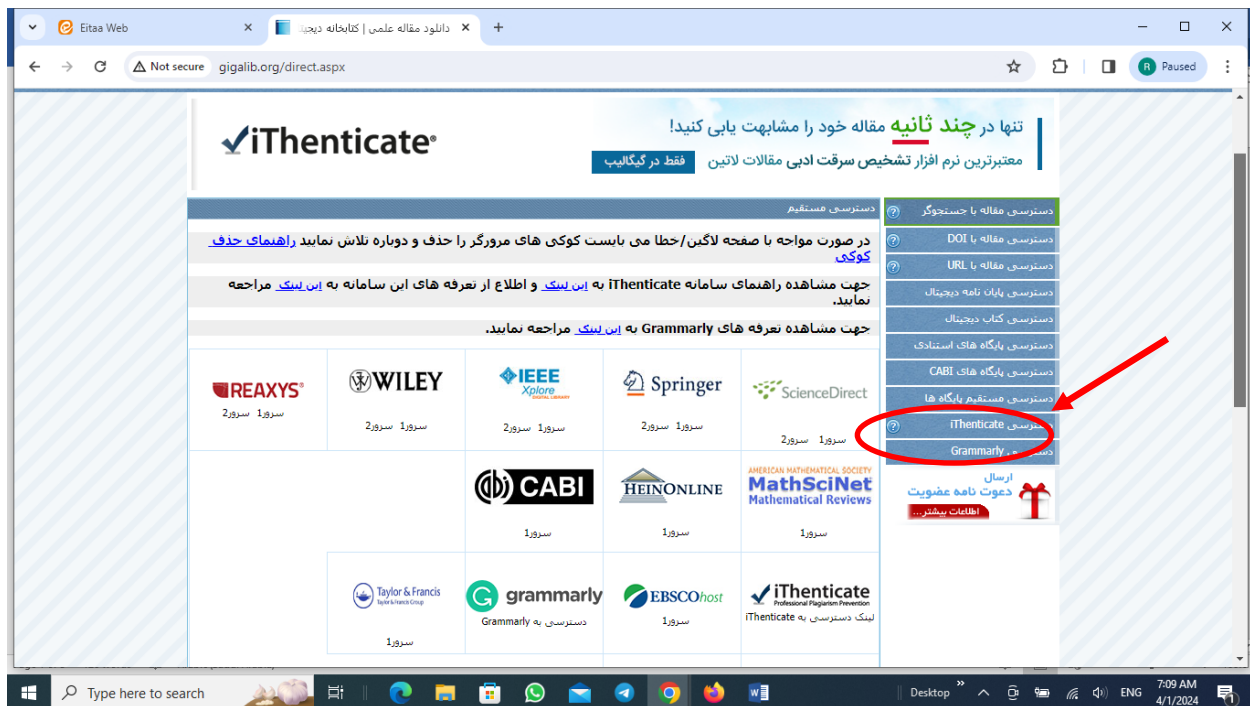 Eitaa Web
دانلود مقاله علمی | کتابخانه دیجیتا
Not secure
gigalib.org/direct.aspx
R
Paused
iThenticate®
تنها در چند ثانیه مقاله خود را مشابهت یابی کنید!
معتبرترین نرم افزار تشخیص سرقت ادبی مقالات لاتین فقط در گیگالیب
دسترسی مقاله با جستجوگر
دسترسی مقاله با DOI
دسترسی مقاله با URL
دسترسی پایان نامه دیجیتال
دسترسی کتاب دیجیتال
دسترسی پایگاه های استنادی
دسترسی پایگاه های CABI
دسترسی مستقیم پایگاه ها
دسترسی iThenticate
دسترسی Grammarly
ارسال
دعوت نامه عضویت
اطلاعات بیشتر...
دسترسی مستقیم
در صورت مواجه با صفحه لاگین/خطا می بایست کوکی های مرورگر را حذف و دوباره تلاش نمایید راهنمای حذف
کوکی
جهت مشاهده راهنمای سامانه iThenticate به این لینک و اطلاع از تعرفه های این سامانه به این لینک مراجعه
نمایید.
جهت مشاهده تعرفه های Grammarly به این لینک مراجعه نمایید.
ScienceDirect
سرور1 سرور2
Springer
سرور1 سرور2
IEEE
Xplore
DIGITAL LIBRARY
سرور1 سرور2
WILEY
سرور1 سرور2
REAXYS®
سرور1 سرور2
AMERICAN MATHEMATICAL SOCIETY
MathSciNet
Mathematical Reviews
سرور1
HEINONLINE
سرور1
CABI
سرور1
iThenticate
Professional Plagiarism Prevention
لینک دسترسی به iThenticate
EBSCOhost
سرور1
grammarly
دسترسی به Grammarly
Taylor & Francis
Taylor & Francis Group
سرور1
Type here to search
Desktop
ENG
7:09 AM
4/1/2024